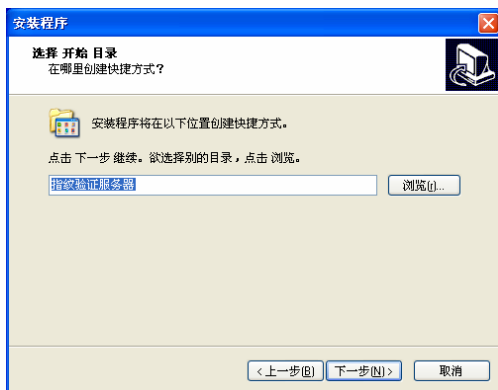 安装程序
选择 开始 目录
在哪里创建快捷方式?
安装程序将在以下位置创建快捷方式。
点击 下一步 继续。欲选择别的目录，点击 浏览。
指纹验证服务器
浏览(r)...
<上一步(B)
下一步(N)>
取消